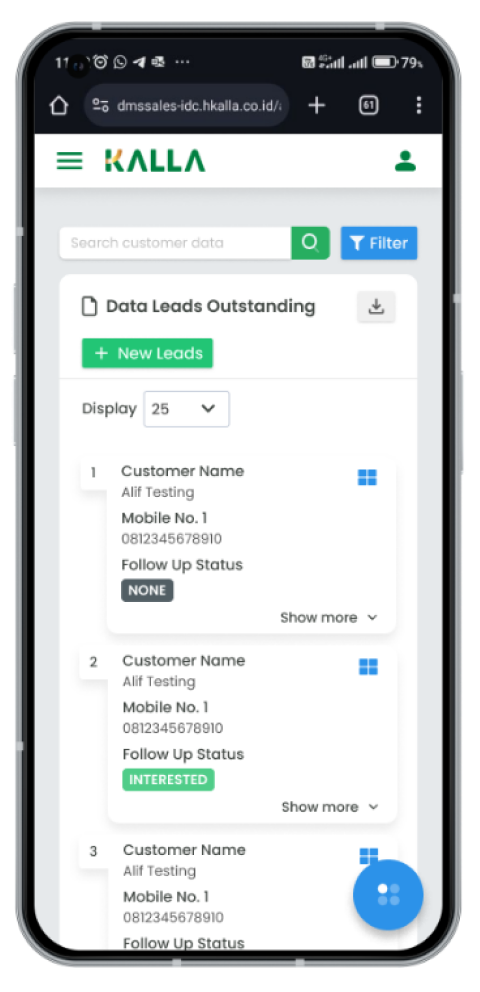 79%
dmssales-idc.hkalla.co.id/
61
KALLA
Search customer data
Filter
Data Leads Outstanding
+ New Leads
Display 25
1 Customer Name
Alif Testing
Mobile No. 1
0812345678910
Follow Up Status
NONE
Show more
2 Customer Name
Alif Testing
Mobile No. 1
0812345678910
Follow Up Status
INTERESTED
Show more
3 Customer Name
Alif Testing
Mobile No. 1
0812345678910
Follow Up Status